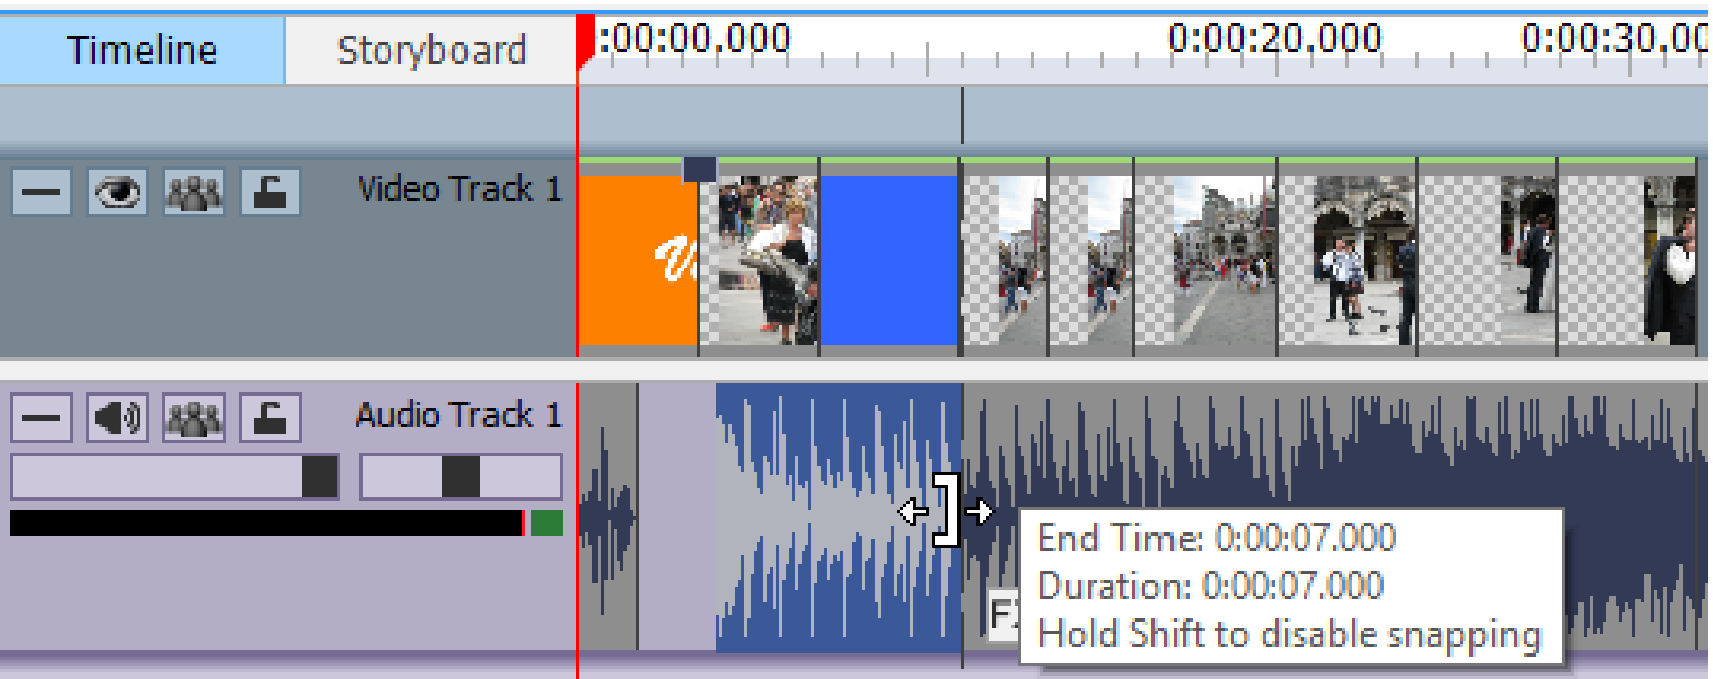 Timeline
Storyboard
:00:00,000
0:00:20,000
0:00:30,00
Video Track 1
Audio Track 1
End Time: 0:00:07.000
Duration: 0:00:07.000
Hold Shift to disable snapping